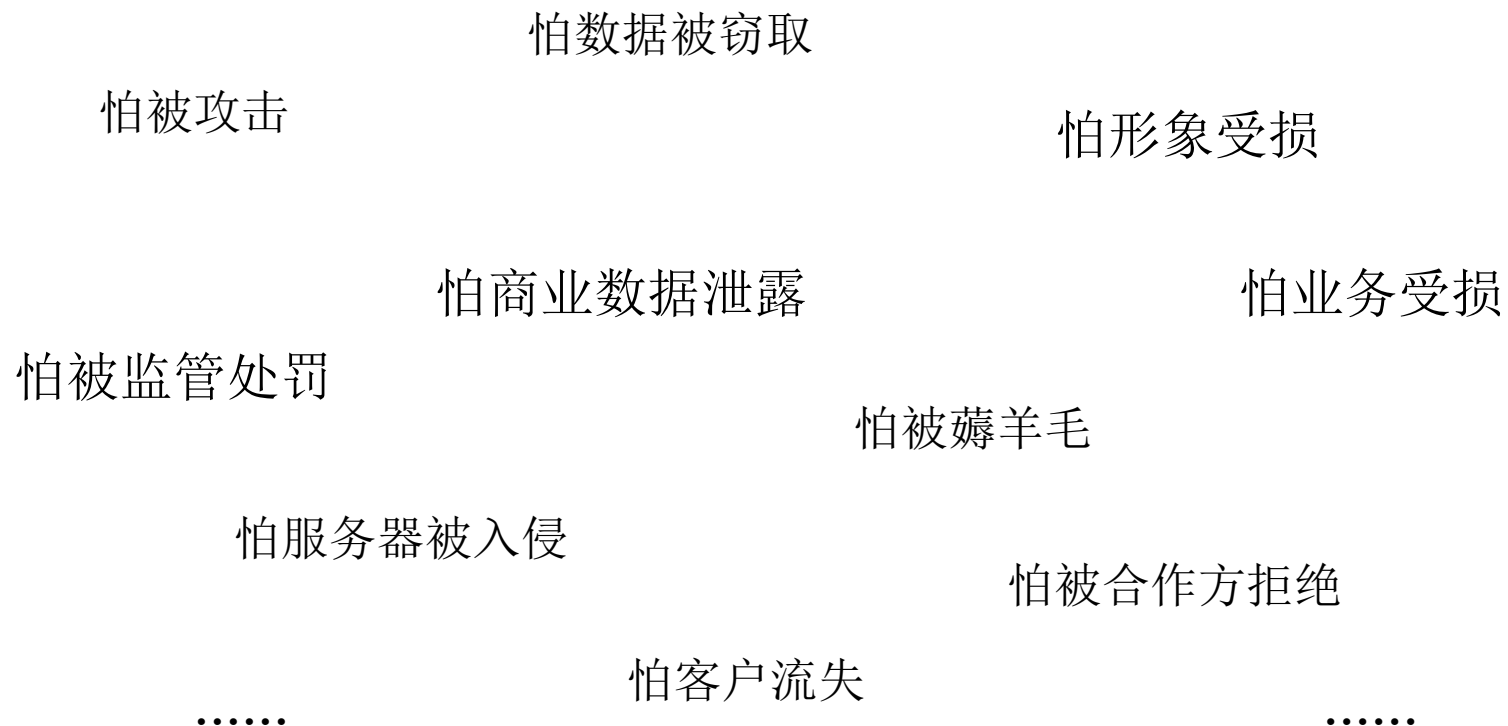 怕数据被窃取
怕被攻击
怕形象受损
怕商业数据泄露
怕业务受损
怕被监管处罚
怕被薅羊毛
怕服务器被入侵
怕被合作方拒绝
怕客户流失
……
……